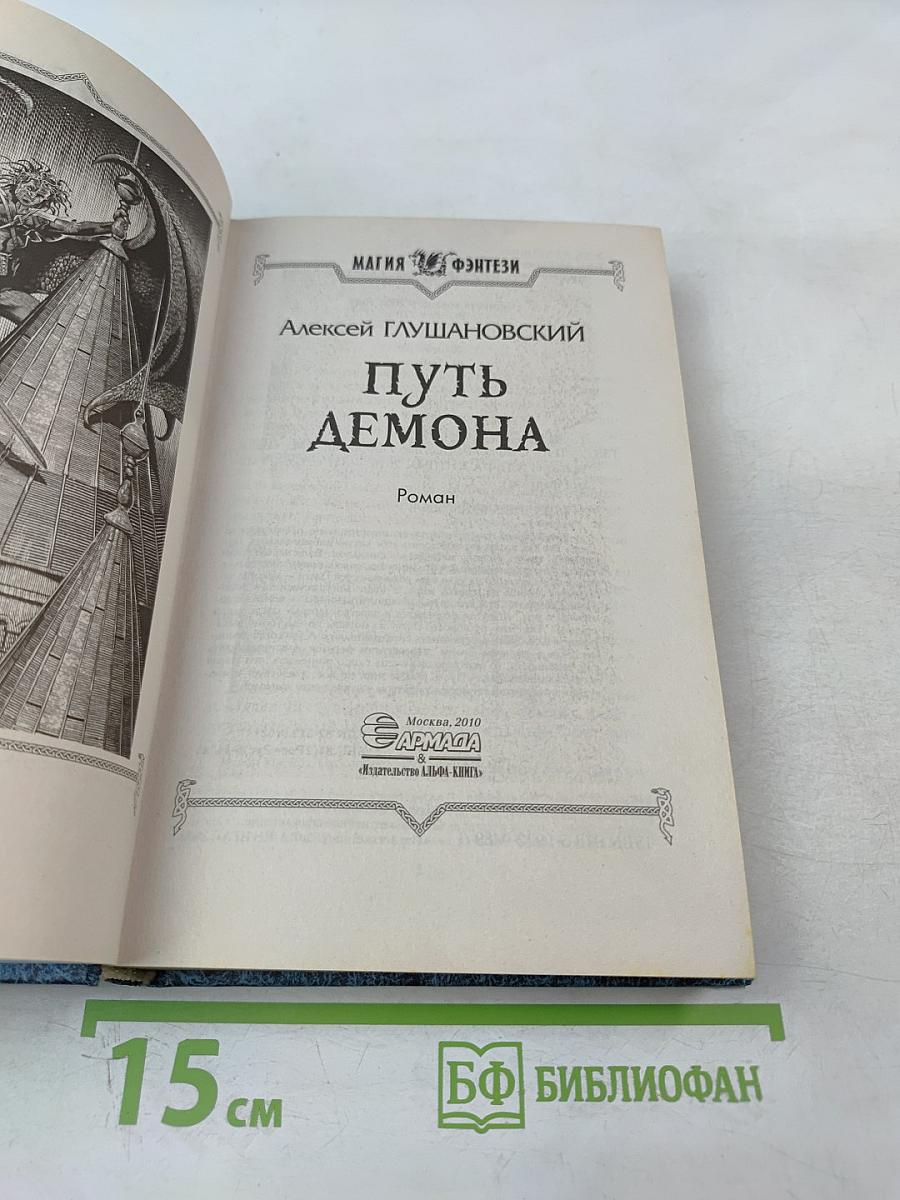 МАГИЯ ФЭНТЕЗИ
Алексей ГЛУШАНОВСКИЙ
ПУТЬ
ДЕМОНА
Роман
Москва, 2010
АРМАДА
&
«Издательство АЛЬФА-КНИГА»
15 см
БФ БИБЛИОФАН